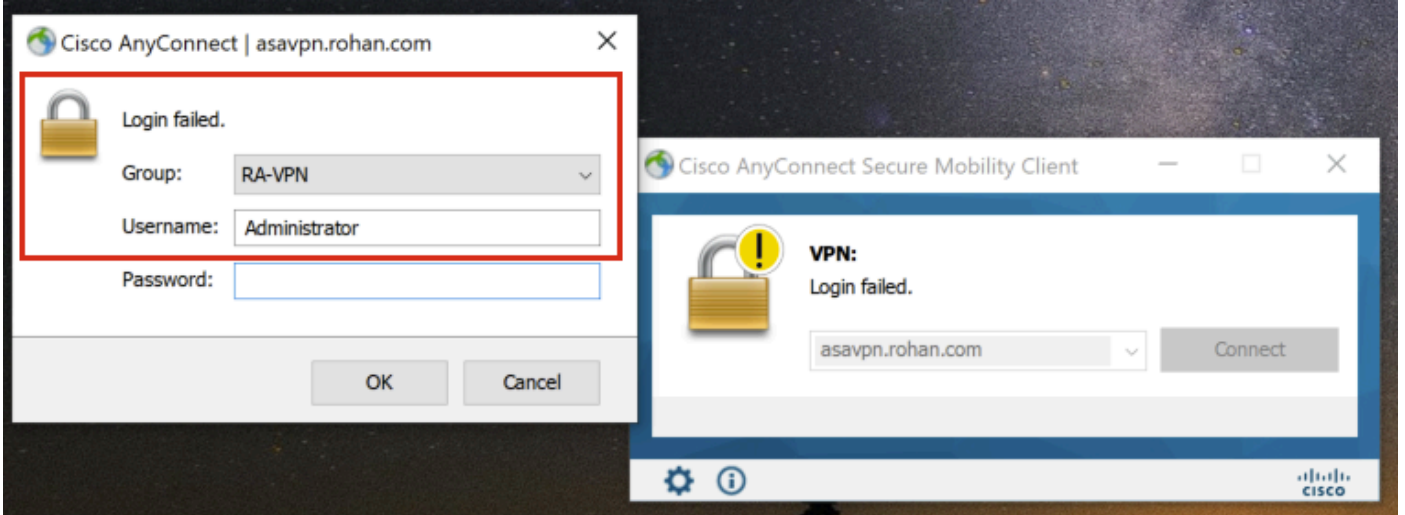 Cisco AnyConnect | asavpn.rohan.com
Login failed.
Group: RA-VPN
Username: Administrator
Password:
OK Cancel
Cisco AnyConnect Secure Mobility Client
VPN:
Login failed.
asavpn.rohan.com Connect
CISCO